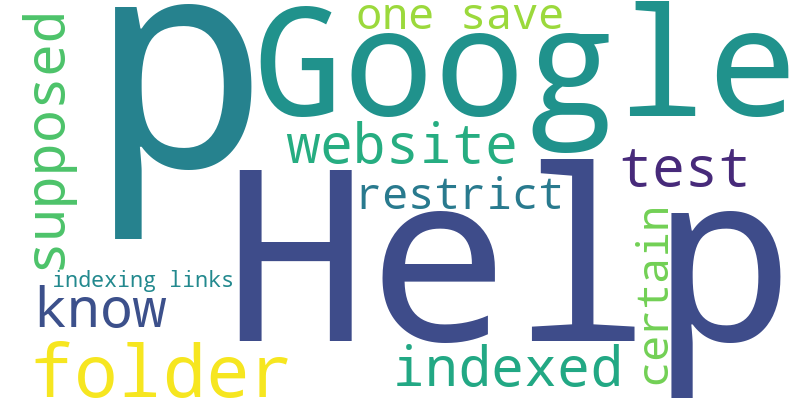 one save
p
Google
supposed
website
test
restrict
Help
certain
indexing links
know
folder
indexed